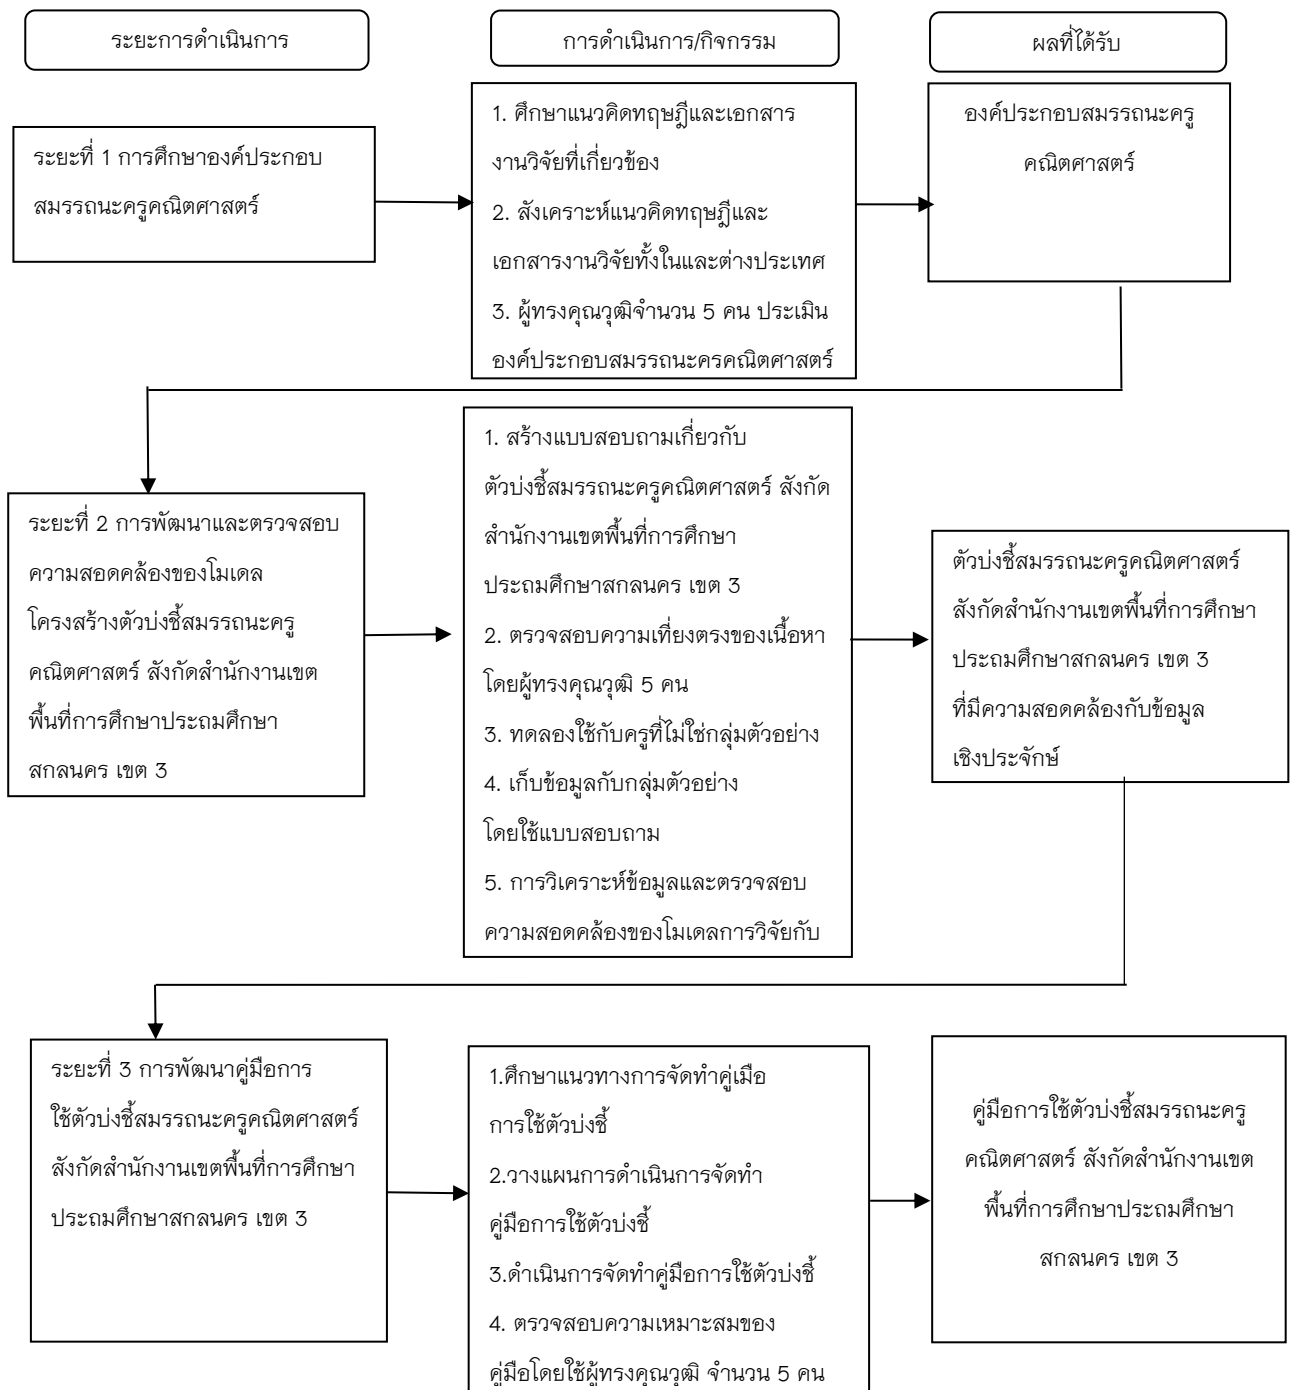 ระยะการดำเนินการ
การดำเนินการ/กิจกรรม
ผลที่ได้รับ
ระยะที่ 1 การศึกษาองค์ประกอบ
สมรรถนะครูคณิตศาสตร์
1. ศึกษาแนวคิดทฤษฎีและเอกสาร
งานวิจัยที่เกี่ยวข้อง
2. สังเคราะห์แนวคิดทฤษฎีและ
เอกสารงานวิจัยทั้งในและต่างประเทศ
3. ผู้ทรงคุณวุฒิจำนวน 5 คน ประเมิน
องค์ประกอบสมรรถนะครคณิตศาสตร์
องค์ประกอบสมรรถนะครู
คณิตศาสตร์
ระยะที่ 2 การพัฒนาและตรวจสอบ
ความสอดคล้องของโมเดล
โครงสร้างตัวบ่งชี้สมรรถนะครู
คณิตศาสตร์ สังกัดสำนักงานเขต
พื้นที่การศึกษาประถมศึกษา
สกลนคร เขต 3
1. สร้างแบบสอบถามเกี่ยวกับ
ตัวบ่งชี้สมรรถนะครูคณิตศาสตร์ สังกัด
สำนักงานเขตพื้นที่การศึกษา
ประถมศึกษาสกลนคร เขต 3
2. ตรวจสอบความเที่ยงตรงของเนื้อหา
โดยผู้ทรงคุณวุฒิ 5 คน
3. ทดลองใช้กับครูที่ไม่ใช่กลุ่มตัวอย่าง
4. เก็บข้อมูลกับกลุ่มตัวอย่าง
โดยใช้แบบสอบถาม
5. การวิเคราะห์ข้อมูลและตรวจสอบ
ความสอดคล้องของโมเดลการวิจัยกับ
ตัวบ่งชี้สมรรถนะครูคณิตศาสตร์
สังกัดสำนักงานเขตพื้นที่การศึกษา
ประถมศึกษาสกลนคร เขต 3
ที่มีความสอดคล้องกับข้อมูล
เชิงประจักษ์
ระยะที่ 3 การพัฒนาคู่มือการ
ใช้ตัวบ่งชี้สมรรถนะครูคณิตศาสตร์
สังกัดสำนักงานเขตพื้นที่การศึกษา
ประถมศึกษาสกลนคร เขต 3
1.ศึกษาแนวทางการจัดทำคู่เมือ
การใช้ตัวบ่งชี้
2.วางแผนการดำเนินการจัดทำ
คู่มือการใช้ตัวบ่งชี้
3.ดำเนินการจัดทำคู่มือการใช้ตัวบ่งชี้
4. ตรวจสอบความเหมาะสมของ
คู่มือโดยใช้ผู้ทรงคุณวุฒิ จำนวน 5 คน
คู่มือการใช้ตัวบ่งชี้สมรรถนะครู
คณิตศาสตร์ สังกัดสำนักงานเขต
พื้นที่การศึกษาประถมศึกษา
สกลนคร เขต 3